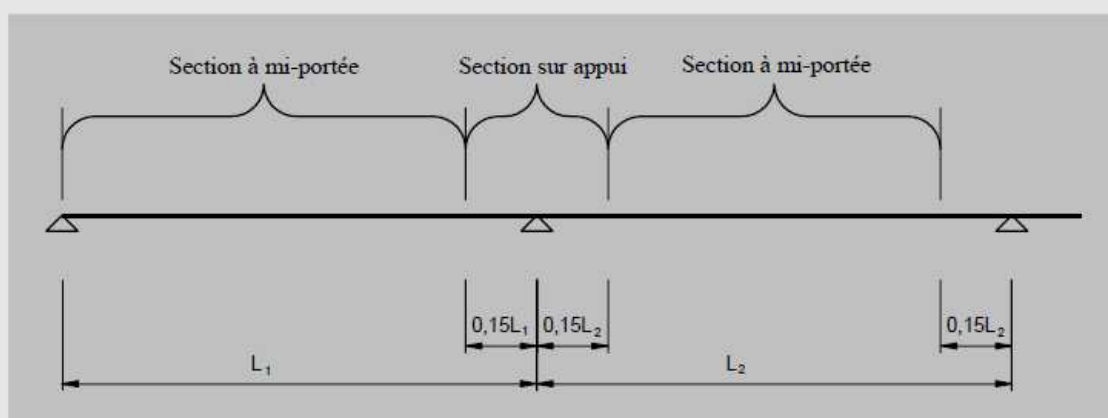 Section à mi-portée Section sur appui Section à mi-portée
0,15L₁ 0,15L₂ 0,15L₂
L₁ L₂